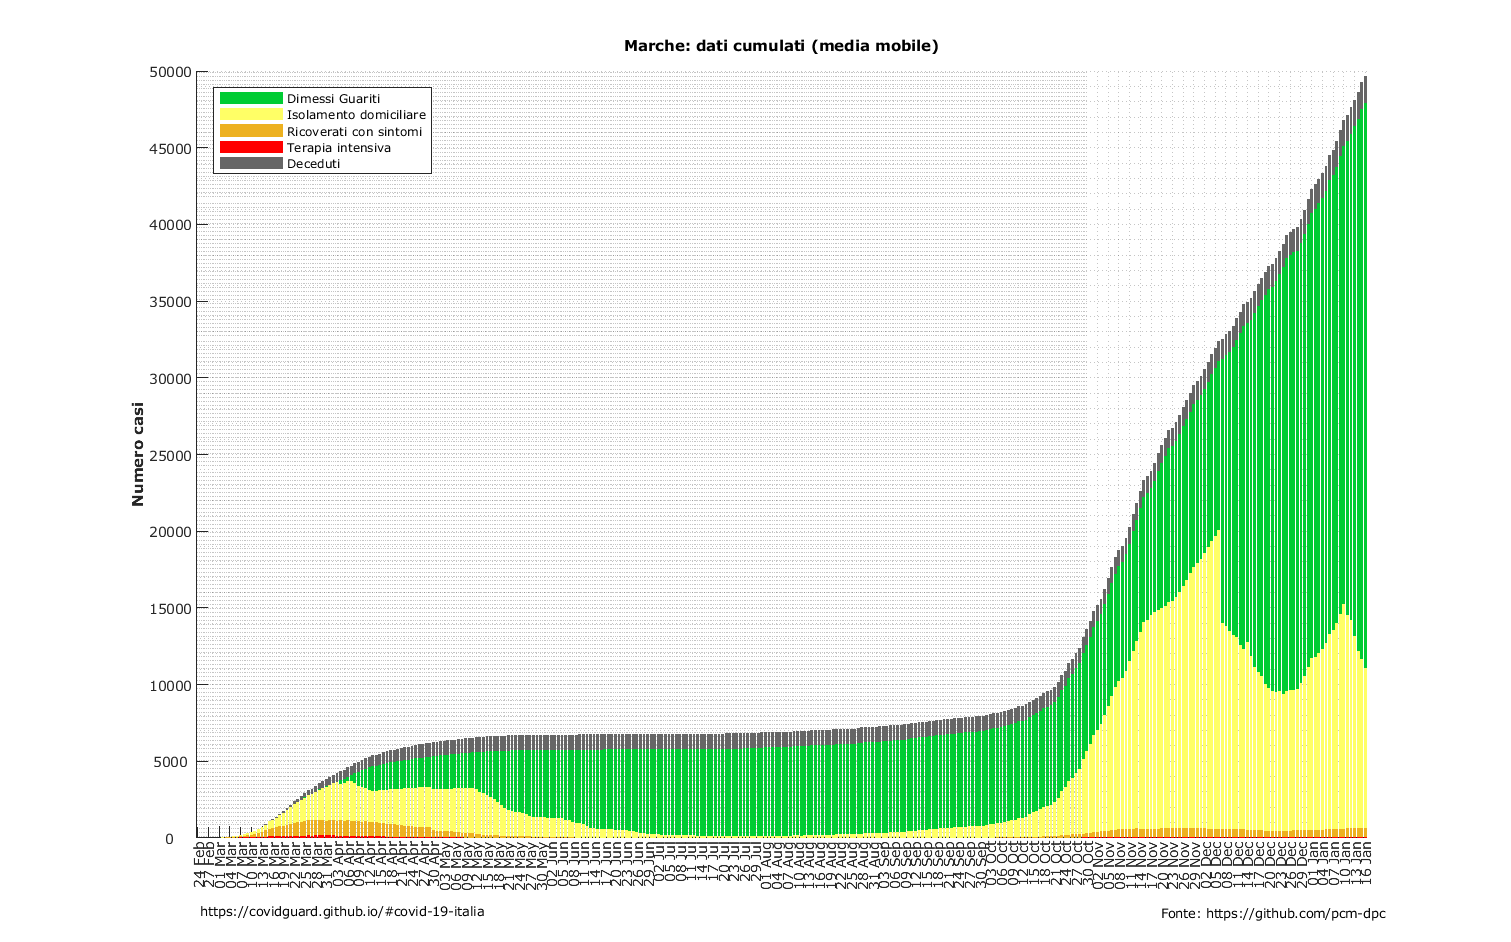 Marche: dati cumulati (media mobile)
50000
45000
40000
35000
30000
25000
20000
15000
10000
5000
0
Numero casi
Dimessi Guariti
Isolamento domiciliare
Ricoverati con sintomi
Terapia intensiva
Deceduti
24 Feb
27 Feb
01 Mar
04 Mar
07 Mar
10 Mar
13 Mar
16 Mar
19 Mar
22 Mar
25 Mar
28 Mar
31 Mar
03 Apr
06 Apr
09 Apr
12 Apr
15 Apr
18 Apr
21 Apr
24 Apr
27 Apr
30 Apr
03 May
06 May
09 May
12 May
15 May
18 May
21 May
24 May
27 May
30 May
02 Jun
05 Jun
08 Jun
11 Jun
14 Jun
17 Jun
20 Jun
23 Jun
26 Jun
29 Jun
02 Jul
05 Jul
08 Jul
11 Jul
14 Jul
17 Jul
20 Jul
23 Jul
26 Jul
29 Jul
01 Aug
04 Aug
07 Aug
10 Aug
13 Aug
16 Aug
19 Aug
22 Aug
25 Aug
28 Aug
31 Aug
03 Sep
06 Sep
09 Sep
12 Sep
15 Sep
18 Sep
21 Sep
24 Sep
27 Sep
30 Sep
03 Oct
06 Oct
09 Oct
12 Oct
15 Oct
18 Oct
21 Oct
24 Oct
27 Oct
30 Oct
02 Nov
05 Nov
08 Nov
11 Nov
14 Nov
17 Nov
20 Nov
23 Nov
26 Nov
29 Nov
02 Dec
05 Dec
08 Dec
11 Dec
14 Dec
17 Dec
20 Dec
23 Dec
26 Dec
29 Dec
01 Jan
04 Jan
07 Jan
10 Jan
13 Jan
16 Jan
https://covidguard.github.io/#covid-19-italia
Fonte: https://github.com/pcm-dpc